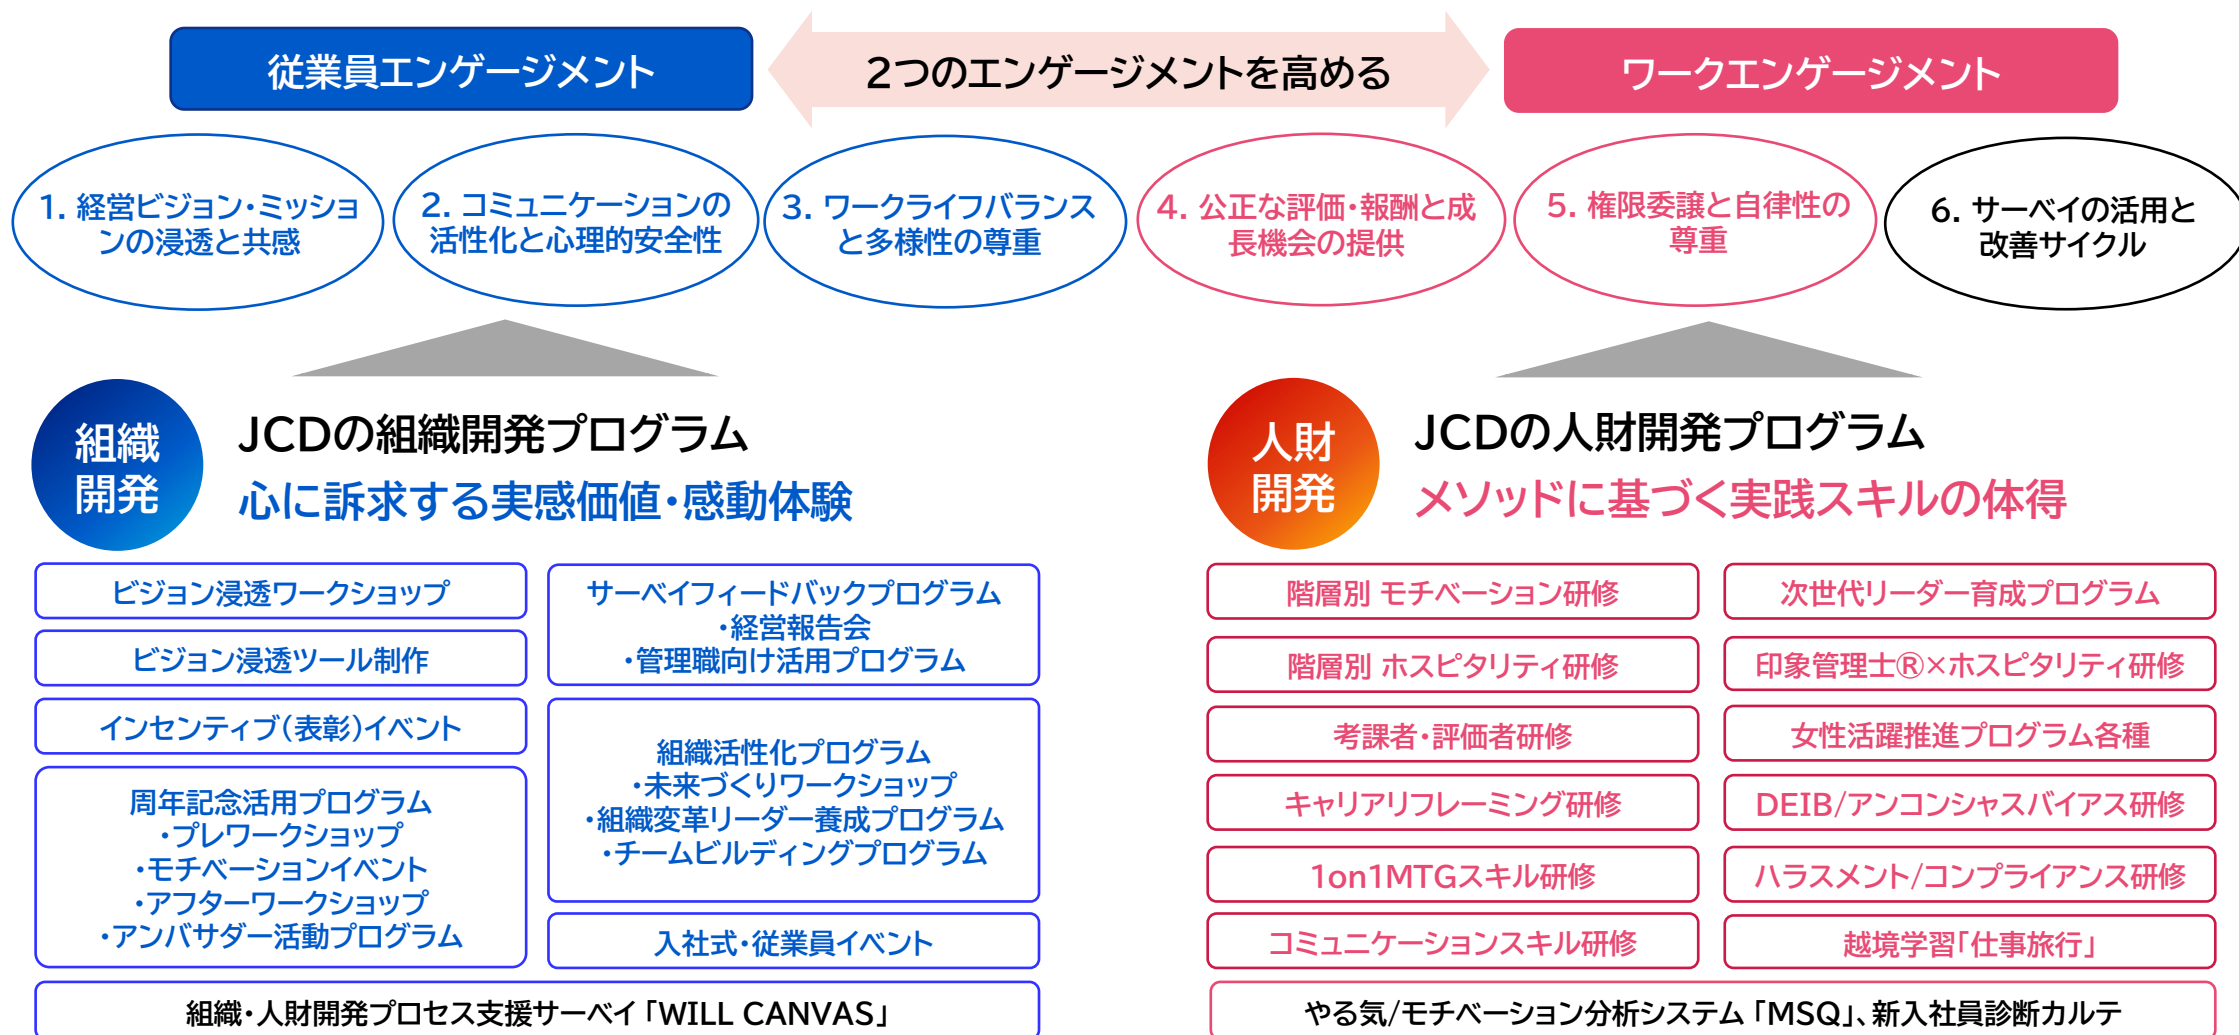 従業員エンゲージメント
2つのエンゲージメントを高める
ワークエンゲージメント
1. 経営ビジョン・ミッショ
ンの浸透と共感
2. コミュニケーションの
活性化と心理的安全性
3. ワークライフバランス
と多様性の尊重
4. 公正な評価・報酬と成
長機会の提供
5. 権限委譲と自律性の
尊重
6. サーベイの活用と
改善サイクル
組織
開発
JCDの組織開発プログラム
心に訴求する実感価値・感動体験
ビジョン浸透ワークショップ
ビジョン浸透ツール制作
インセンティブ(表彰)イベント
周年記念活用プログラム
・プレワークショップ
・モチベーションイベント
・アフターワークショップ
・アンバサダー活動プログラム
サーベイフィードバックプログラム
・経営報告会
・管理職向け活用プログラム
組織活性化プログラム
・未来づくりワークショップ
・組織変革リーダー養成プログラム
・チームビルディングプログラム
入社式・従業員イベント
組織・人財開発プロセス支援サーベイ「WILL CANVAS」
人財
開発
JCDの人財開発プログラム
メソッドに基づく実践スキルの体得
階層別 モチベーション研修
階層別 ホスピタリティ研修
考課者・評価者研修
キャリアリフレーミング研修
1on1MTGスキル研修
コミュニケーションスキル研修
次世代リーダー育成プログラム
印象管理士®×ホスピタリティ研修
女性活躍推進プログラム各種
DEIB/アンコンシャスバイアス研修
ハラスメント/コンプライアンス研修
越境学習「仕事旅行」
やる気/モチベーション分析システム「MSQ」、新入社員診断カルテ